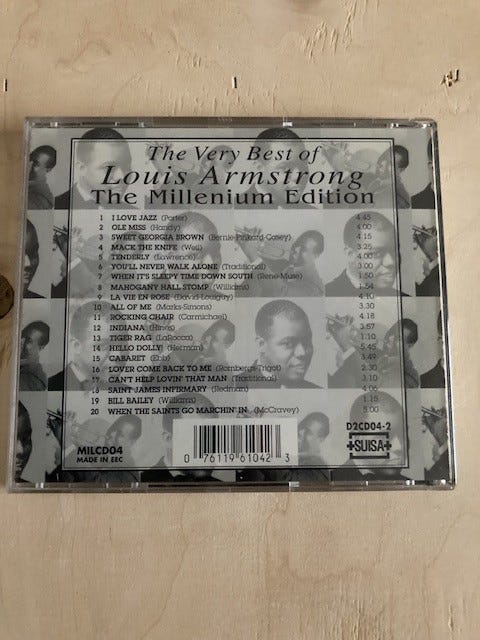 The Very Best of
Louis Armstrong
The Millenium Edition
1 I LOVE JAZZ (Porter) 4.45
2 OLE MISS (Handy) 4.00
3 SWEET GEORGIA BROWN (Bernie-Pinkard-Casey) 4.15
4 MACK THE KNIFE (Weil) 3.25
5 TENDERLY (Lawrence) 4.00
6 YOU'LL NEVER WALK ALONE (Traditional) 3.00
7 WHEN IT'S SLEEPY TIME DOWN SOUTH (Rene-Muse) 1.50
8 MAHOGANY HALL STOMP (Williams) 1.54
9 LA VIE EN ROSE (David-Louiguy) 4.10
10 ALL OF ME (Marks-Simons) 3.30
11 ROCKING CHAIR (Carmichael) 4.18
12 INDIANA (Hines) 3.57
13 TIGER RAG (LaRocca) 1.10
14 HELLO DOLLY! (Herman) 5.45
15 CABARET (Ebb) 3.49
16 LOVER COME BACK TO ME (Romberg-Trigot) 2.30
17 CAN'T HELP LOVIN' THAT MAN (Traditional) 3.10
18 SAINT JAMES INFIRMARY (Redman) 4.06
19 BILL BAILEY (Williams) 1.15
20 WHEN THE SAINTS GO MARCHIN' IN (McCravey) 5.00
MILCD04
MADE IN EEC
0 76119 61042 3
D2CD04-2
SUISA